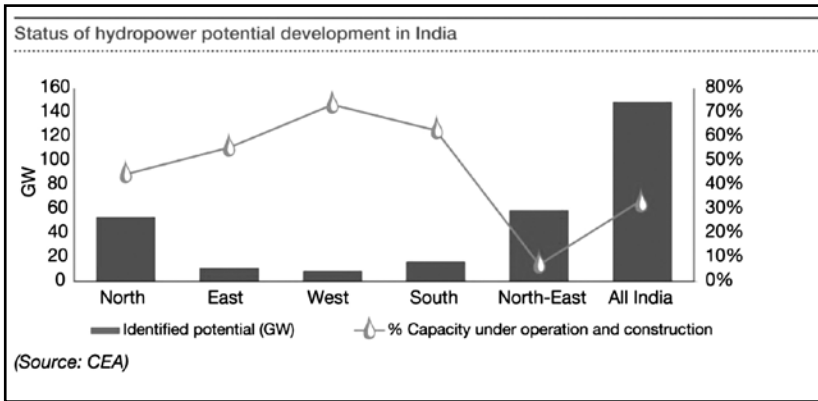 Status of hydropower potential development in India
160 80%
140 70%
120 60%
100 50%
80 40%
60 30%
40 20%
20 10%
0 0%
GW
North East West South North-East All India
Identified potential (GW) % Capacity under operation and construction
(Source: CEA)